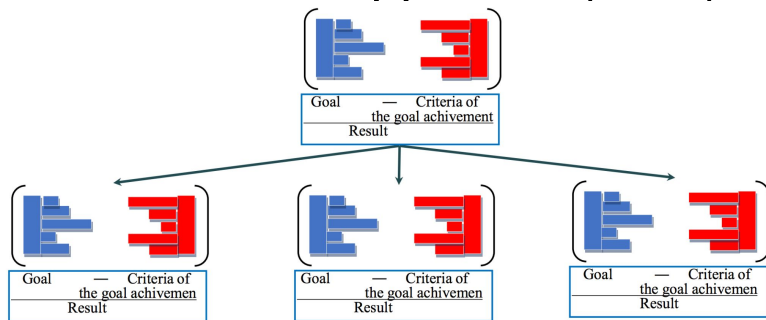 Goal — Criteria of
the goal achivement
Result
Goal — Criteria of
the goal achivemen
Result
Goal — Criteria of
the goal achivemen
Result
Goal — Criteria of
the goal achivemen
Result